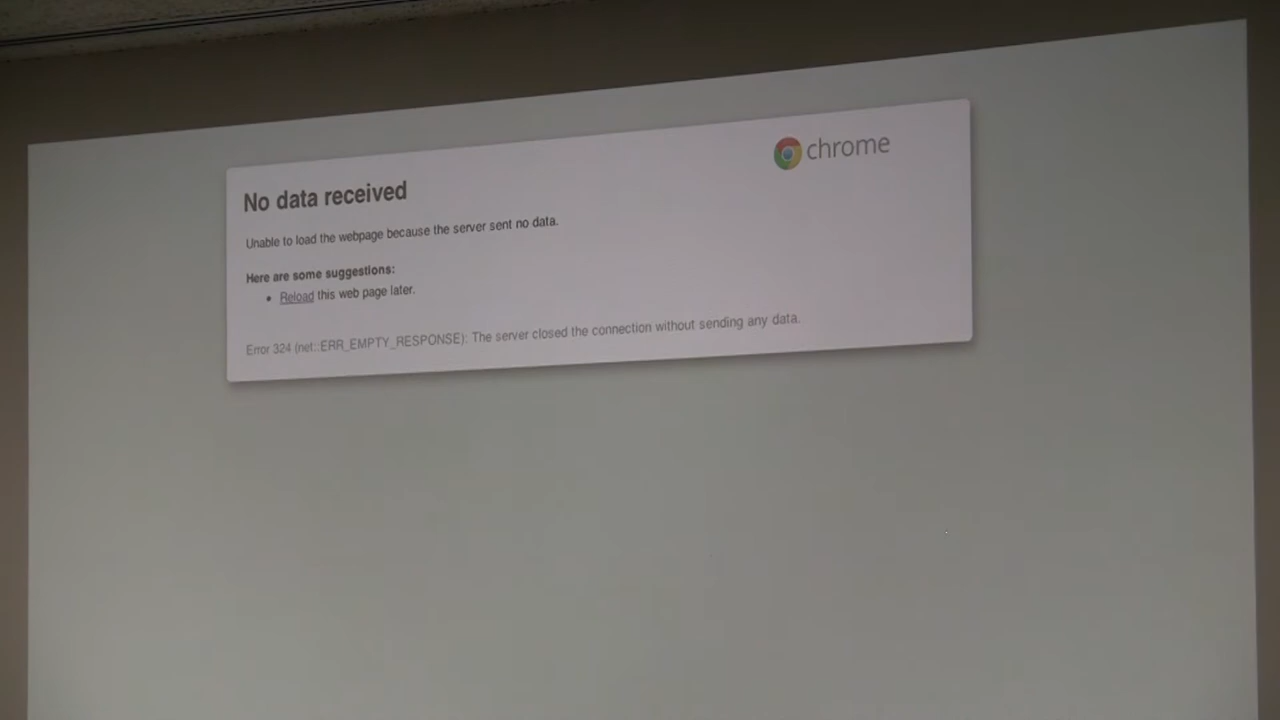 chrome
No data received
Unable to load the webpage because the server sent no data.
Here are some suggestions:
• Reload this web page later.
Error 324 (net::ERR_EMPTY_RESPONSE): The server closed the connection without sending any data.